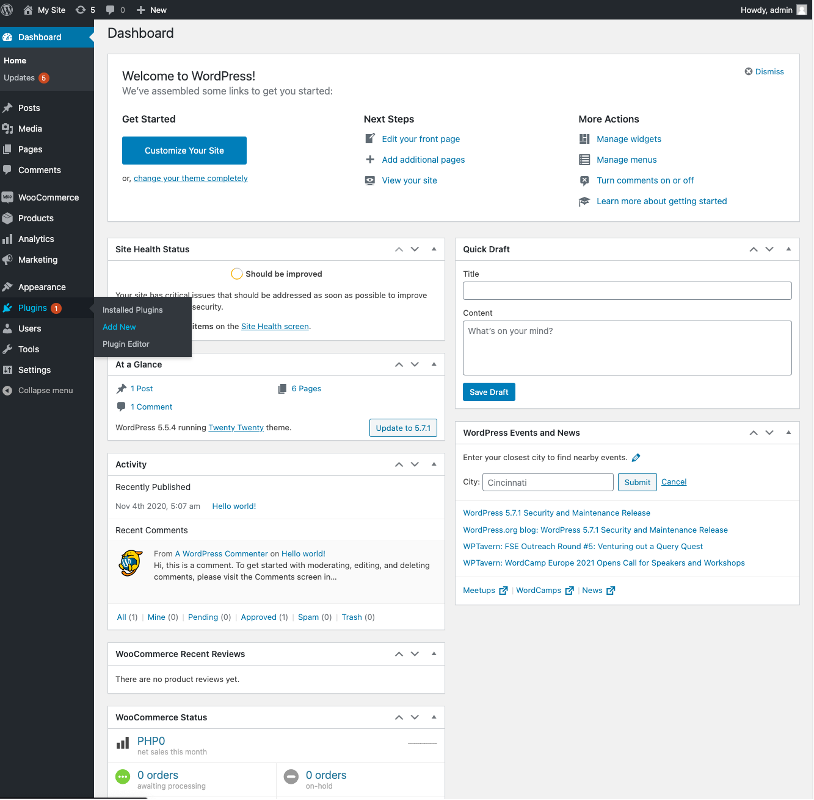 My Site 5 0 + New Howdy, admin
Dashboard
Home
Updates 5
Posts
Media
Pages
Comments
WooCommerce
Products
Analytics
Marketing
Appearance
Plugins 1
Installed Plugins
Add New
Plugin Editor
Users
Tools
Settings
Collapse menu
Dashboard
Welcome to WordPress!
Dismiss
We've assembled some links to get you started:
Get Started
Customize Your Site
or, change your theme completely
Next Steps
Edit your front page
Add additional pages
View your site
More Actions
Manage widgets
Manage menus
Turn comments on or off
Learn more about getting started
Site Health Status
Should be improved
Your site has critical issues that should be addressed as soon as possible to improve
security.
items on the Site Health screen.
At a Glance
1 Post
6 Pages
1 Comment
WordPress 5.5.4 running Twenty Twenty theme.
Update to 5.7.1
Activity
Recently Published
Nov 4th 2020, 5:07 am Hello world!
Recent Comments
From A WordPress Commenter on Hello world!
Hi, this is a comment. To get started with moderating, editing, and deleting
comments, please visit the Comments screen in...
All (1) | Mine (0) | Pending (0) | Approved (1) | Spam (0) | Trash (0)
WooCommerce Recent Reviews
There are no product reviews yet.
WooCommerce Status
PHP0
net sales this month
0 orders
awaiting processing
0 orders
on-hold
Quick Draft
Title
Content
What's on your mind?
Save Draft
WordPress Events and News
Enter your closest city to find nearby events.
City: Cincinnati Submit Cancel
WordPress 5.7.1 Security and Maintenance Release
WordPress.org blog: WordPress 5.7.1 Security and Maintenance Release
WPTavern: FSE Outreach Round #5: Venturing out a Query Quest
WPTavern: WordCamp Europe 2021 Opens Call for Speakers and Workshops
Meetups | WordCamps | News